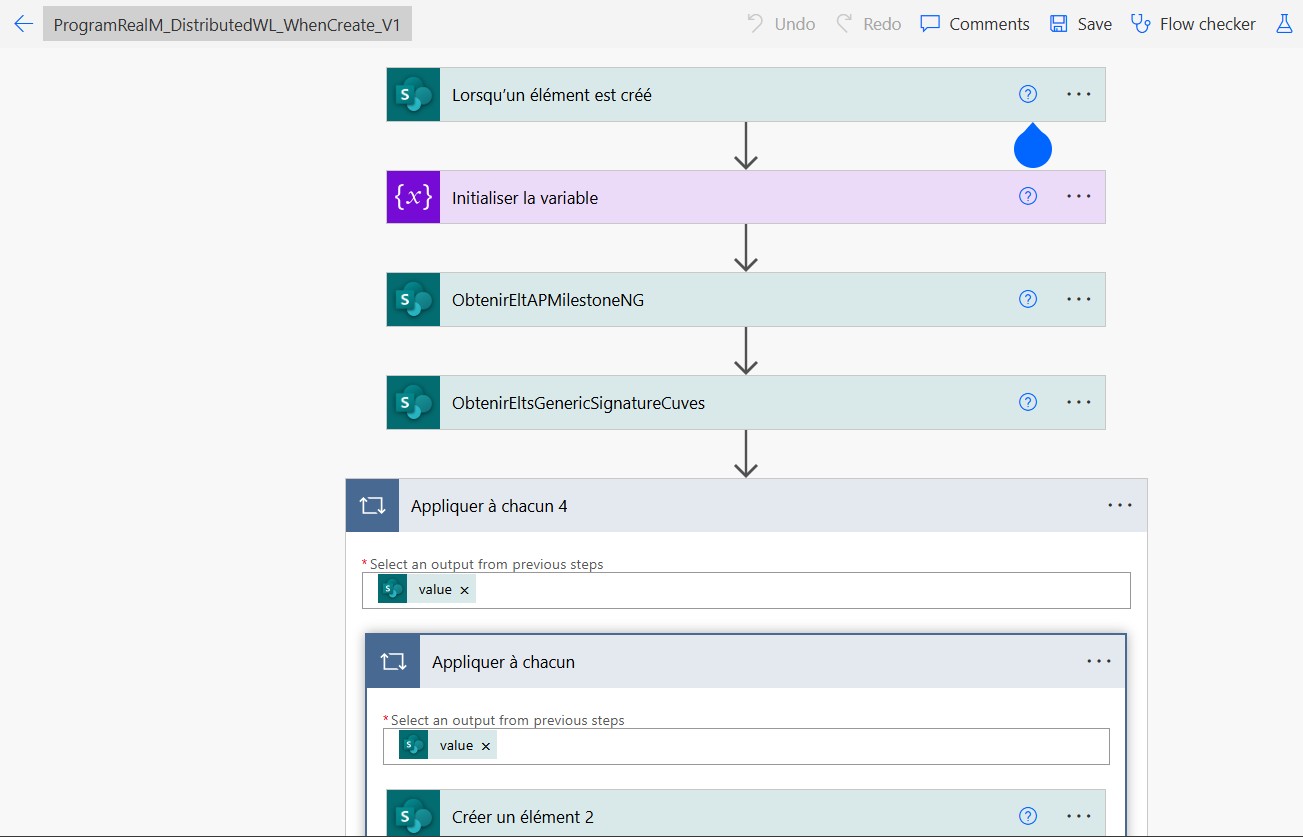 ProgramRealM_DistributedWL_WhenCreate_V1
Undo
Redo
Comments
Save
Flow checker
Lorsqu'un élément est créé
Initialiser la variable
ObtenirEltAPMilestoneNG
ObtenirEltsGenericSignatureCuves
Appliquer à chacun 4
* Select an output from previous steps
value ×
Appliquer à chacun
* Select an output from previous steps
value ×
Créer un élément 2